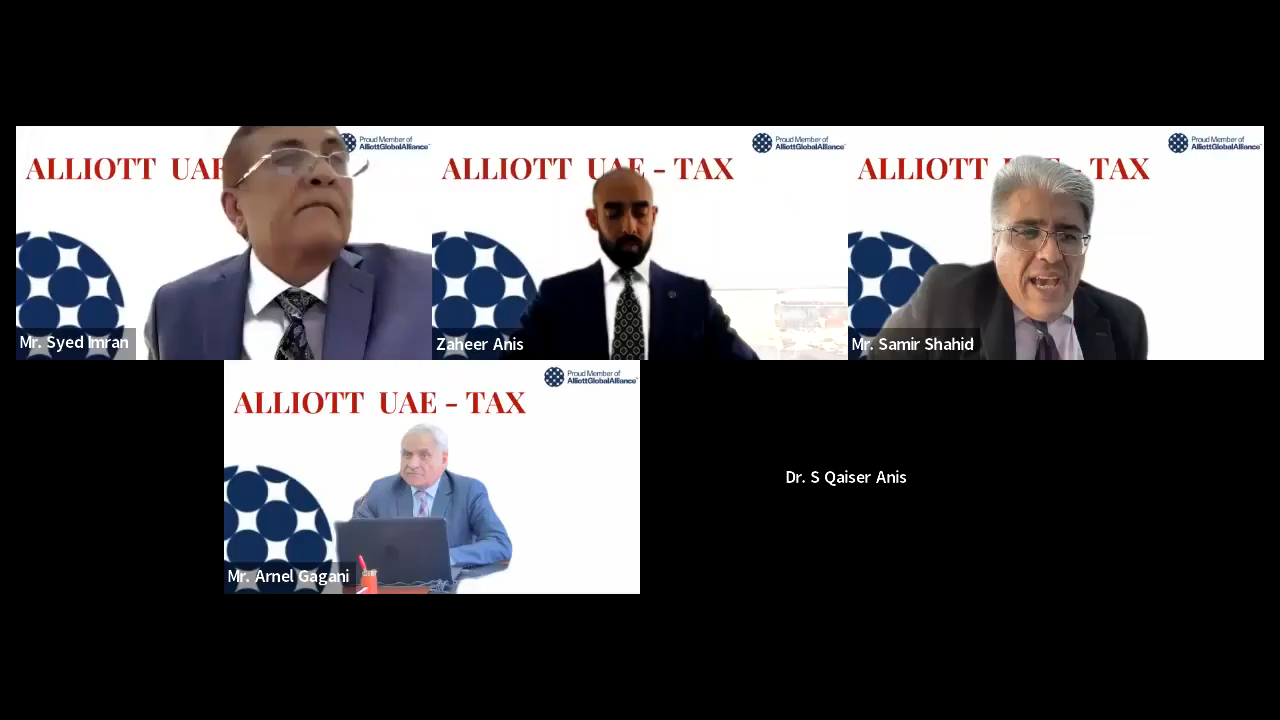 Proud Member of
AlliottGlobalAlliance
ALLIOTT UAE
Mr. Syed Imran
Proud Member of
AlliottGlobalAlliance
ALLIOTT UAE - TAX
Zaheer Anis
Proud Member of
AlliottGlobalAlliance
ALLIOTT UAE - TAX
Mr. Samir Shahid
Proud Member of
AlliottGlobalAlliance
ALLIOTT UAE - TAX
Mr. Arnel Gagani
Dr. S Qaiser Anis